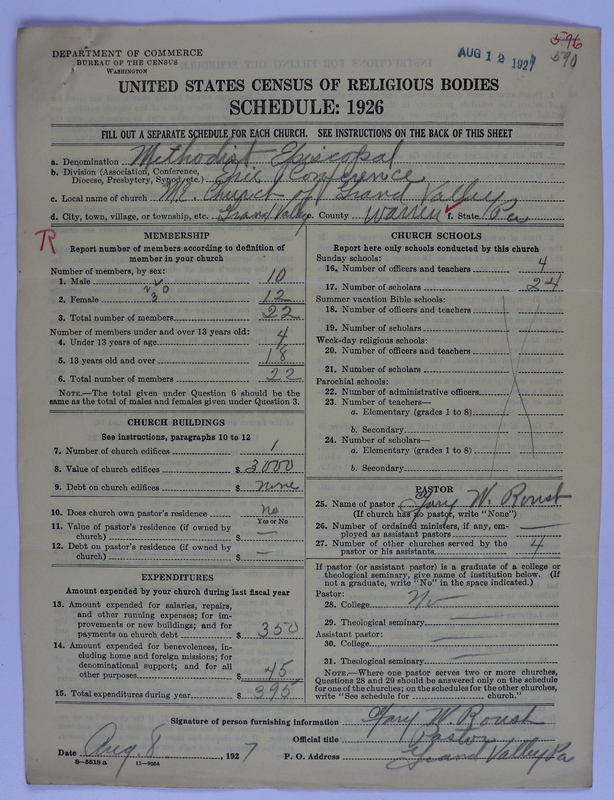 DEPARTMENT OF COMMERCE
BUREAU OF THE CENSUS
WASHINGTON
AUG 12 1927
596
590
UNITED STATES CENSUS OF RELIGIOUS BODIES
SCHEDULE: 1926
FILL OUT A SEPARATE SCHEDULE FOR EACH CHURCH. SEE INSTRUCTIONS ON THE BACK OF THIS SHEET
a. Denomination Methodist Episcopal
b. Division (Association, Conference, Diocese, Presbytery, Synod, etc.) Erie Conference
c. Local name of church M.E. Church of Grand Valley
d. City, town, village, or township, etc. Grand Valley e. County Warren f. State Pa
R
MEMBERSHIP
Report number of members according to definition of member in your church
Number of members, by sex:
1. Male 10
2. Female 12
3. Total number of members 22
Number of members under and over 13 years old:
4. Under 13 years of age 4
5. 13 years old and over 18
6. Total number of members 22
NOTE.—The total given under Question 6 should be the same as the total of males and females given under Question 3.
CHURCH BUILDINGS
See instructions, paragraphs 10 to 12
7. Number of church edifices 1
8. Value of church edifices $ 3000
9. Debt on church edifices $ none
10. Does church own pastor's residence No
Yes or No
11. Value of pastor's residence (if owned by church) $ —
12. Debt on pastor's residence (if owned by church) $ —
EXPENDITURES
Amount expended by your church during last fiscal year
13. Amount expended for salaries, repairs, and other running expenses; for improvements or new buildings; and for payments on church debt $ 350
14. Amount expended for benevolences, including home and foreign missions; for denominational support; and for all other purposes $ 45
15. Total expenditures during year $ 395
CHURCH SCHOOLS
Report here only schools conducted by this church
Sunday schools:
16. Number of officers and teachers 4
17. Number of scholars 24
Summer vacation Bible schools:
18. Number of officers and teachers
19. Number of scholars
Week-day religious schools:
20. Number of officers and teachers
21. Number of scholars
Parochial schools:
22. Number of administrative officers
23. Number of teachers—
a. Elementary (grades 1 to 8)
b. Secondary
24. Number of scholars—
a. Elementary (grades 1 to 8)
b. Secondary
PASTOR
25. Name of pastor Gary W. Roush
(If church has no pastor, write "None")
26. Number of ordained ministers, if any, employed as assistant pastors —
27. Number of other churches served by the pastor or his assistants 4
If pastor (or assistant pastor) is a graduate of a college or theological seminary, give name of institution below. (If not a graduate, write "No" in the space indicated.)
Pastor:
28. College No
29. Theological seminary —
Assistant pastor:
30. College —
31. Theological seminary —
NOTE.—Where one pastor serves two or more churches, Questions 28 and 29 should be answered only on the schedule for one of the churches; on the schedules for the other churches, write "See schedule for ........ church."
Signature of person furnishing information Gary W. Roush
Official title Pastor
Date Aug. 8, 1927 P. O. Address Grand Valley Pa
8—5518 a 11—9084